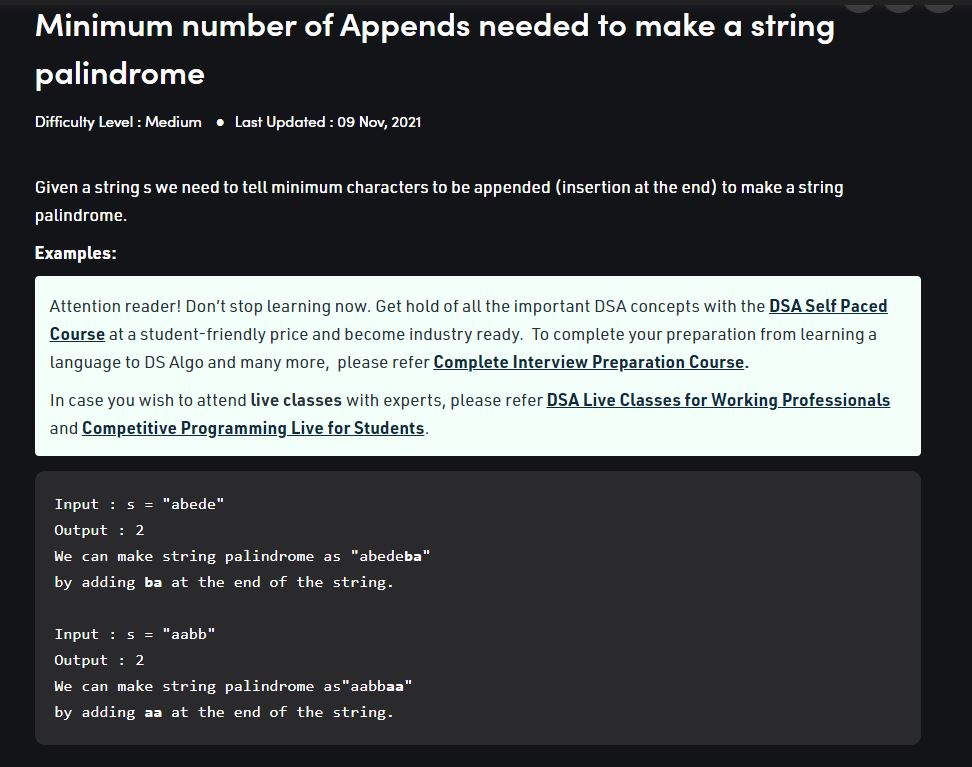 Minimum number of Appends needed to make a string
palindrome
Difficulty Level : Medium ● Last Updated : 09 Nov, 2021
Given a string s we need to tell minimum characters to be appended (insertion at the end) to make a string
palindrome.
Examples:
Attention reader! Don’t stop learning now. Get hold of all the important DSA concepts with the DSA Self Paced
Course at a student-friendly price and become industry ready.  To complete your preparation from learning a
language to DS Algo and many more,  please refer Complete Interview Preparation Course.
In case you wish to attend live classes with experts, please refer DSA Live Classes for Working Professionals
and Competitive Programming Live for Students.
Input : s = "abede"
Output : 2
We can make string palindrome as "abedeba"
by adding ba at the end of the string.
Input : s = "aabb"
Output : 2
We can make string palindrome as"aabbaa"
by adding aa at the end of the string.